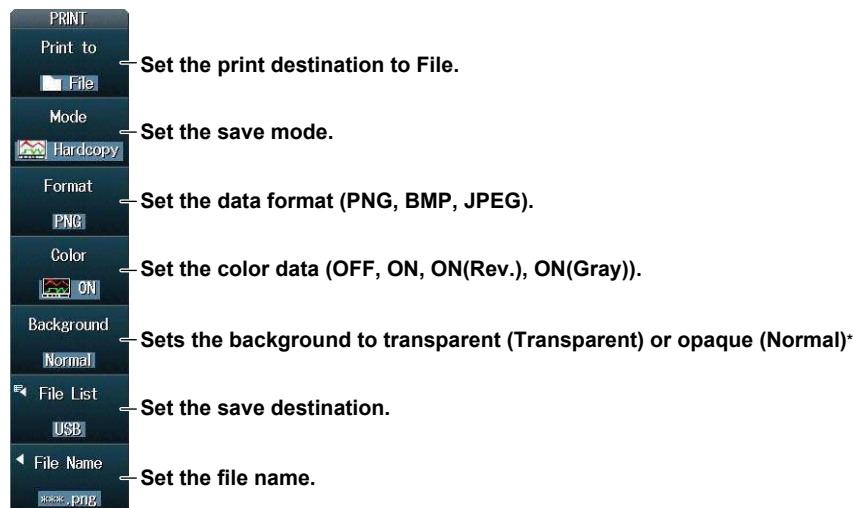 PRINT
Print to
File
Set the print destination to File.
Mode
Hardcopy
Set the save mode.
Format
PNG
Set the data format (PNG, BMP, JPEG).
Color
ON
Set the color data (OFF, ON, ON(Rev.), ON(Gray)).
Background
Normal
Sets the background to transparent (Transparent) or opaque (Normal)*
File List
USB
Set the save destination.
File Name
***.png
Set the file name.